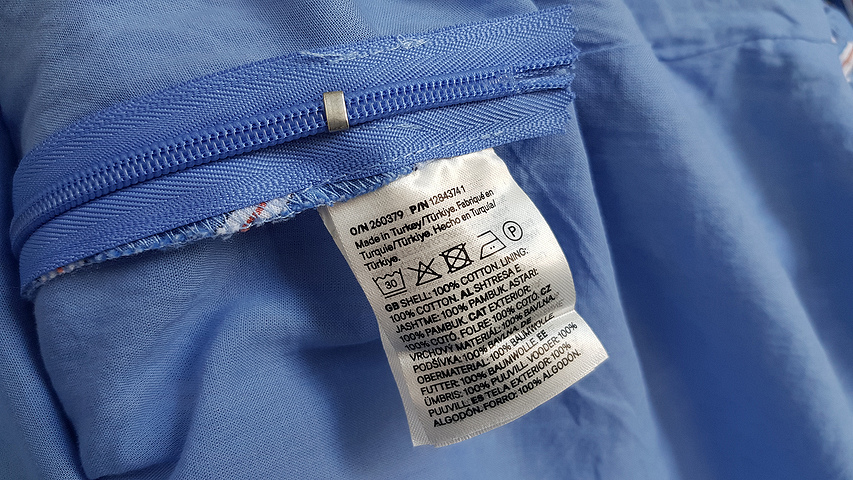 O/N 260379 P/N 12843741
Made in Turkey/Türkiye. Fabriqué en
Turquie/Türkiye. Hecho en Turquía/
Türkiye.
30 P
GB SHELL: 100% COTTON. LINING:
100% COTTON. AL SHTRESA E
JASHTME: 100% PAMBUK. ASTARI:
100% PAMBUK. CAT EXTERIOR:
100% COTÓ. FOLRE: 100% COTÓ. CZ
VRCHOVÝ MATERIÁL: 100% BAVLNA.
PODŠÍVKA: 100% BAVLNA. DE
OBERMATERIAL: 100% BAUMWOLLE
FUTTER: 100% BAUMWOLLE EE
ÜMBRIS: 100% PUUVILL VOODER: 100%
PUUVILL. ES TELA EXTERIOR: 100%
ALGODÓN. FORRO: 100% ALGODÓN.